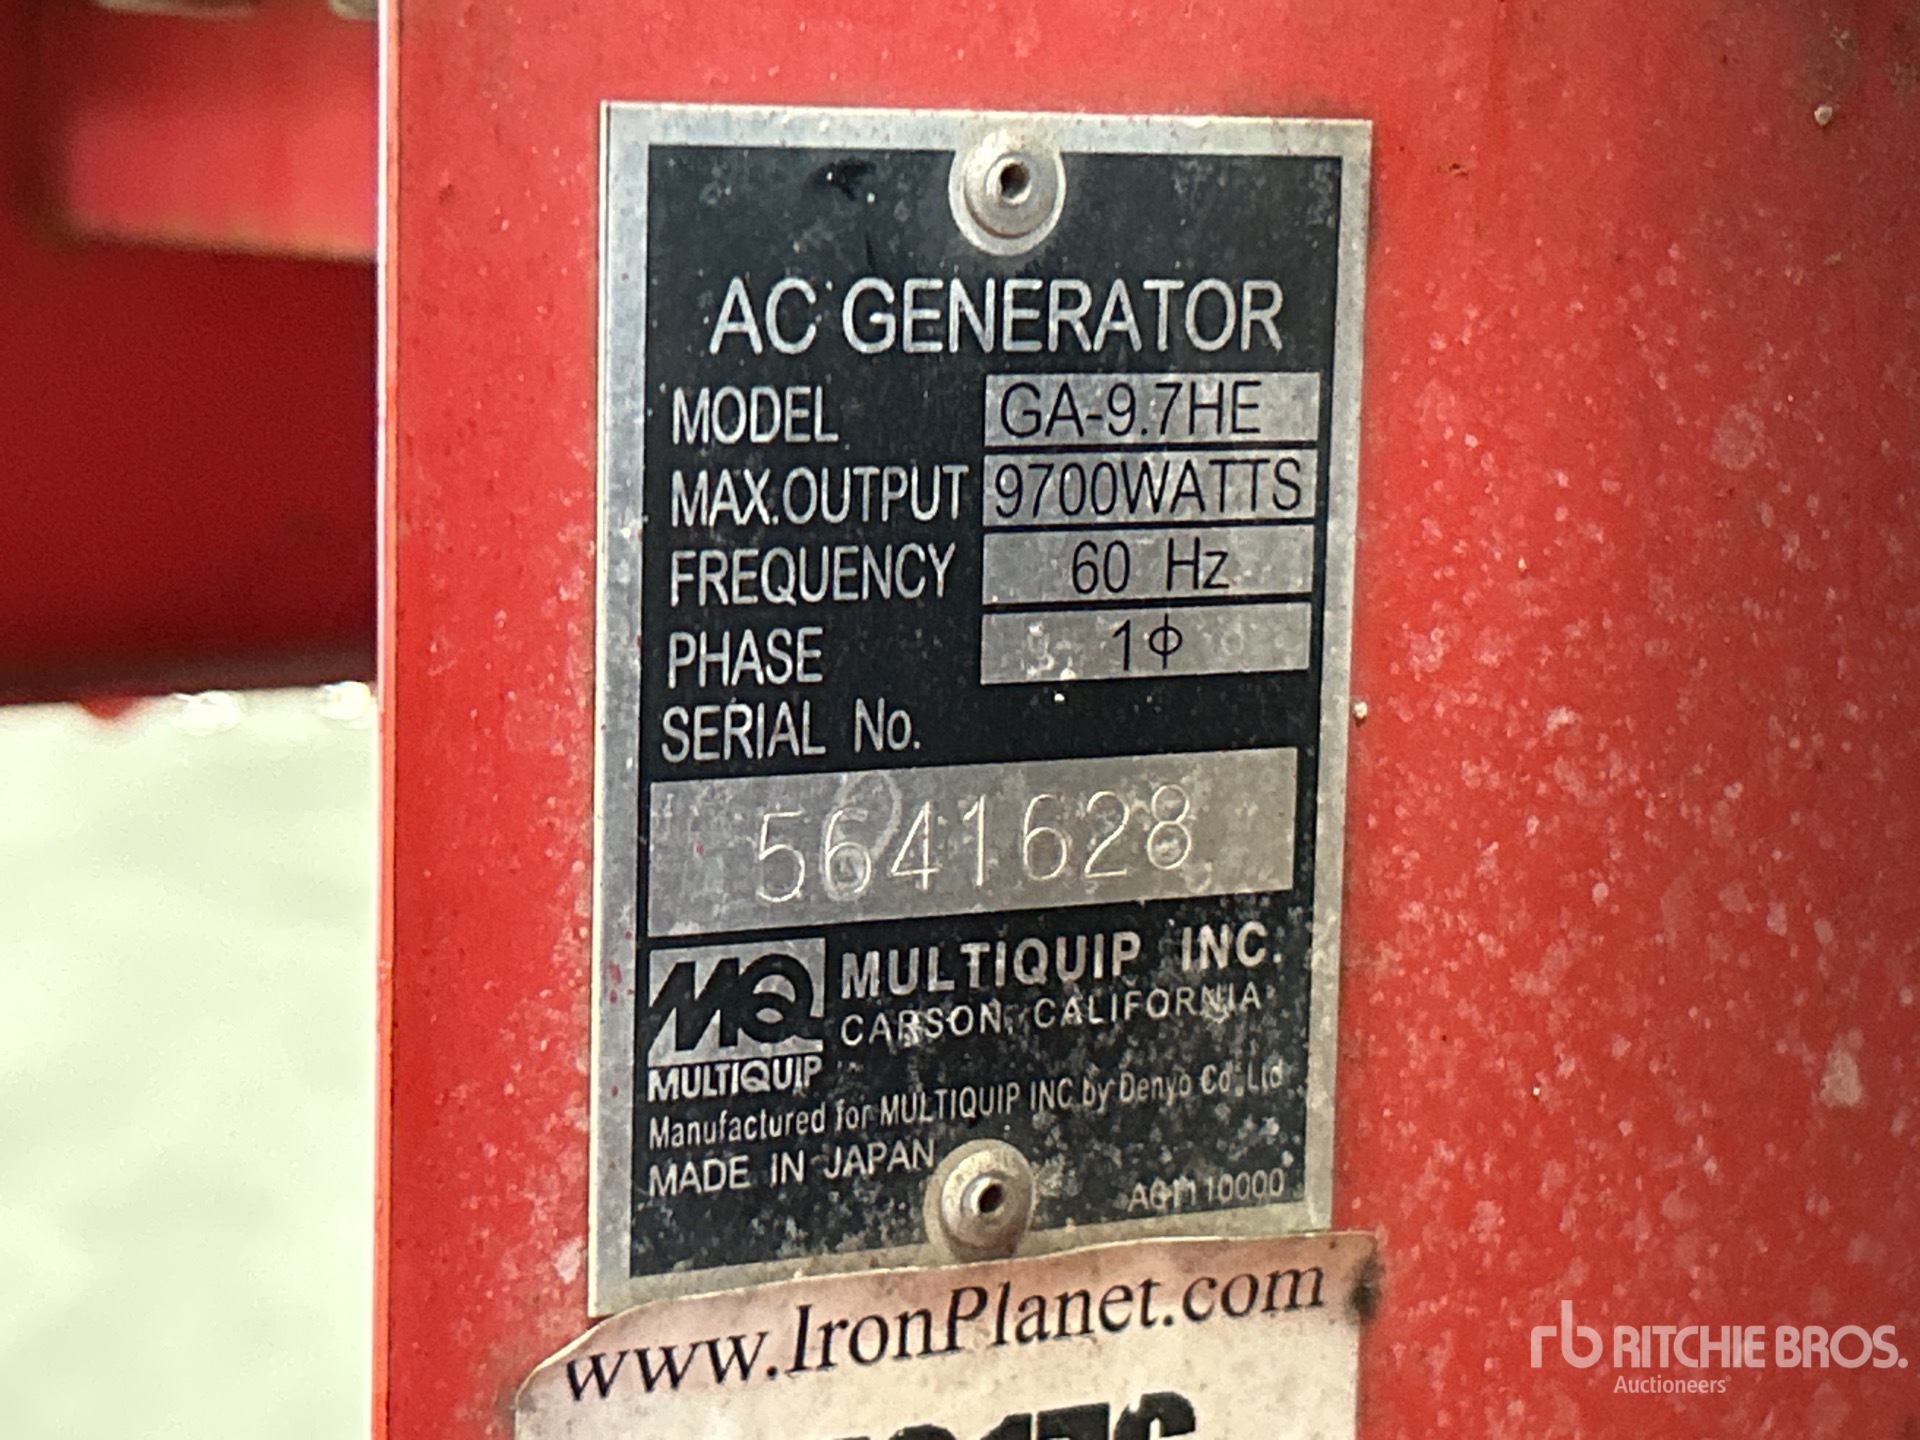 AC GENERATOR
MODEL GA-9.7HE
MAX.OUTPUT 9700WATTS
FREQUENCY 60 Hz
PHASE 1ϕ
SERIAL No.
5641628
MQ MULTIQUIP INC.
CARSON, CALIFORNIA
MULTIQUIP
Manufactured for MULTIQUIP INC by Denyo Co.,Ltd
MADE IN JAPAN
www.IronPlanet.com
rb RITCHIE BROS.
Auctioneers